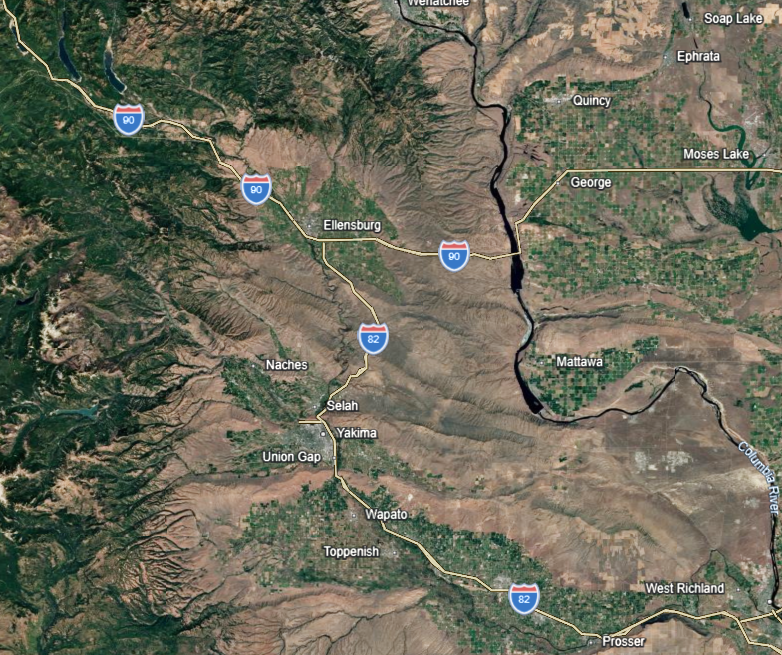 Wenatchee
Soap Lake
Ephrata
Quincy
90
Moses Lake
George
90
Ellensburg
90
82
Mattawa
Naches
Selah
Yakima
Union Gap
Columbia River
Wapato
Toppenish
West Richland
82
Prosser